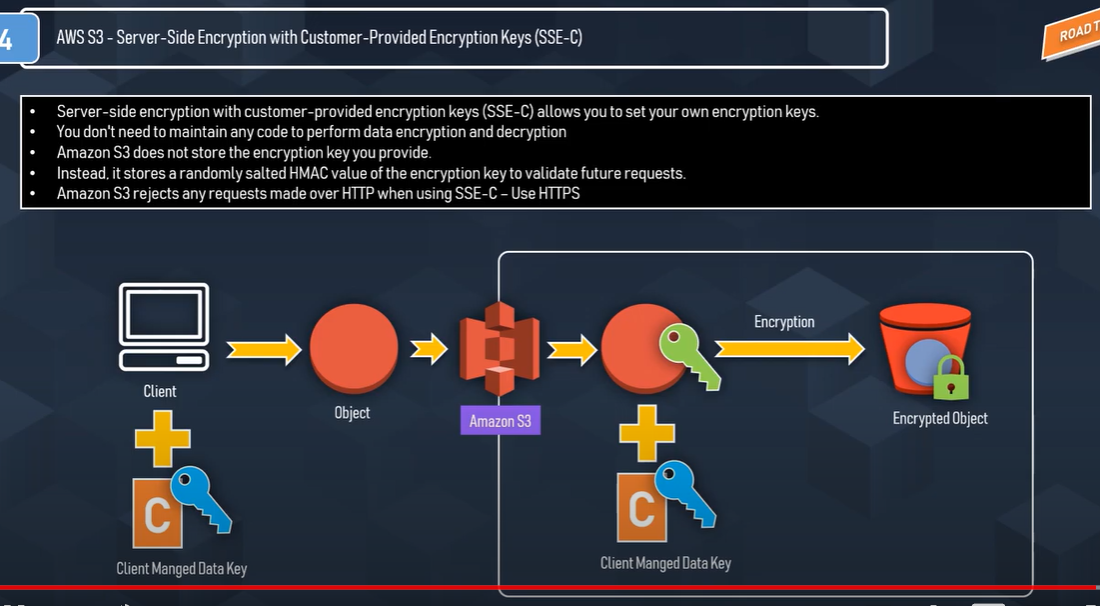 4
AWS S3 - Server-Side Encryption with Customer-Provided Encryption Keys (SSE-C)
ROAD T
• Server-side encryption with customer-provided encryption keys (SSE-C) allows you to set your own encryption keys.
• You don't need to maintain any code to perform data encryption and decryption
• Amazon S3 does not store the encryption key you provide.
• Instead, it stores a randomly salted HMAC value of the encryption key to validate future requests.
• Amazon S3 rejects any requests made over HTTP when using SSE-C – Use HTTPS
Encryption
Client
Object
Amazon S3
Encrypted Object
C
C
Client Manged Data Key
Client Manged Data Key